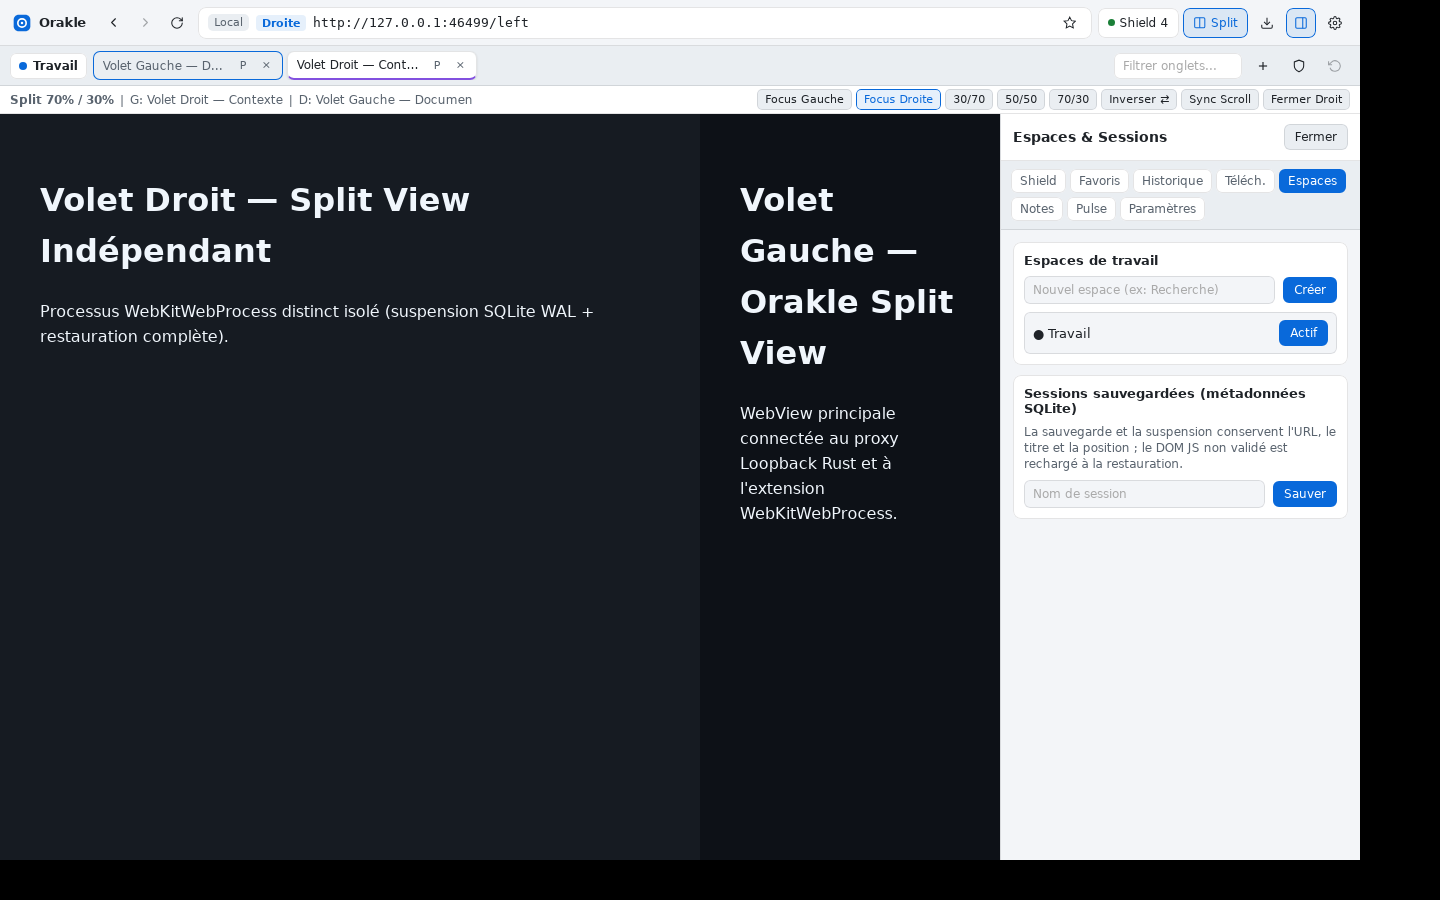 Orakle
Local Droite http://127.0.0.1:46499/left
Shield 4
Split
Travail
Volet Gauche — D... P ×
Volet Droit — Cont... P ×
Filtrer onglets...
Split 70% / 30% | G: Volet Droit — Contexte | D: Volet Gauche — Documen
Focus Gauche
Focus Droite
30/70
50/50
70/30
Inverser ⇄
Sync Scroll
Fermer Droit
Volet Droit — Split View
Indépendant
Processus WebKitWebProcess distinct isolé (suspension SQLite WAL +
restauration complète).
Volet
Gauche —
Orakle Split
View
WebView principale
connectée au proxy
Loopback Rust et à
l'extension
WebKitWebProcess.
Espaces & Sessions
Fermer
Shield
Favoris
Historique
Téléch.
Espaces
Notes
Pulse
Paramètres
Espaces de travail
Nouvel espace (ex: Recherche)
Créer
● Travail
Actif
Sessions sauvegardées (métadonnées
SQLite)
La sauvegarde et la suspension conservent l'URL, le
titre et la position ; le DOM JS non validé est
rechargé à la restauration.
Nom de session
Sauver